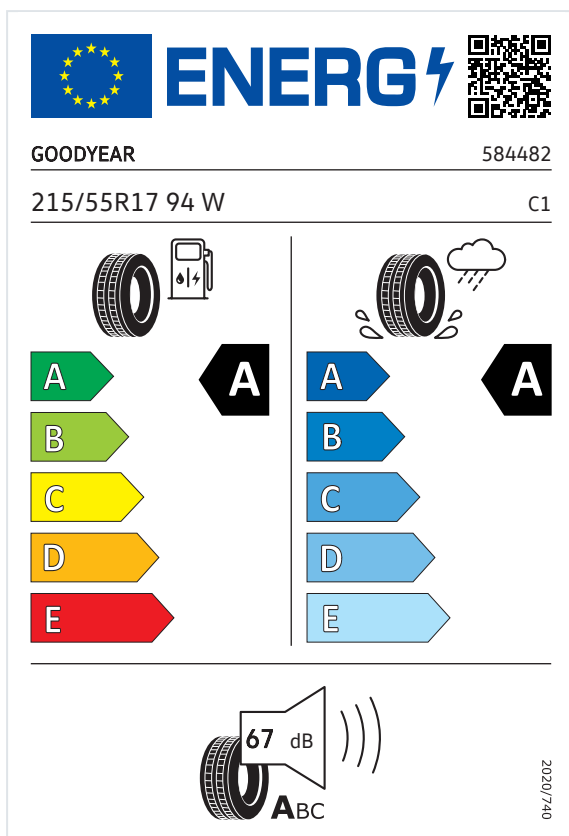 ENERG
GOODYEAR 584482
215/55R17 94 W C1
A A A A
B B
C C
D D
E E
67 dB
ABC
2020/740